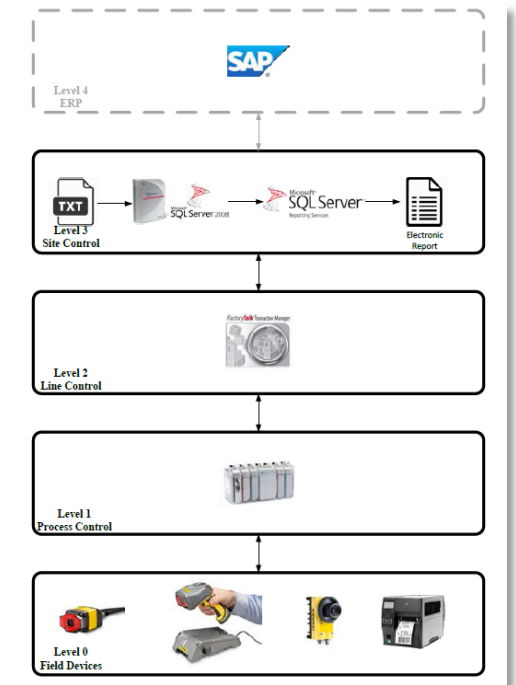 SAP
Level 4
ERP
TXT
Microsoft
SQL Server 2008
Microsoft
SQL Server
Reporting Services
Level 3
Site Control
Electronic
Report
FactoryTalk Transaction Manager
Level 2
Line Control
Level 1
Process Control
Level 0
Field Devices